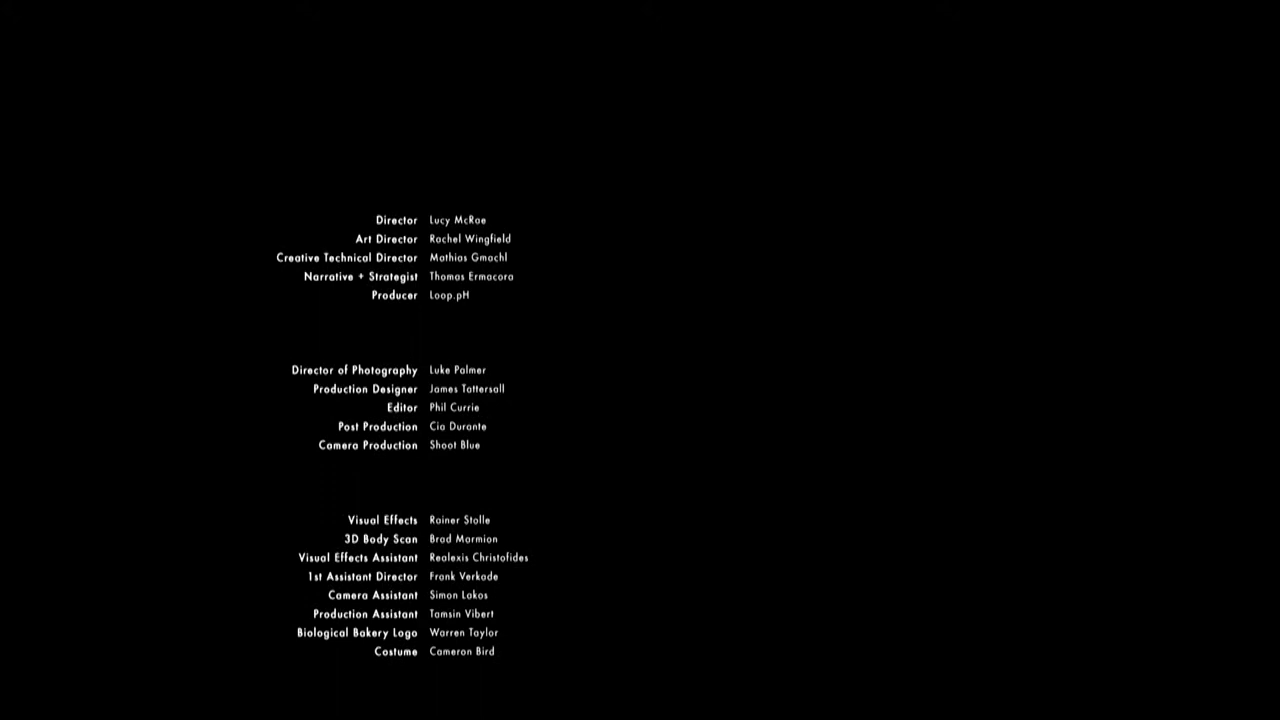 Director Lucy McRae
Art Director Rachel Wingfield
Creative Technical Director Mathias Gmachl
Narrative + Strategist Thomas Ermacora
Producer Loop.pH
Director of Photography Luke Palmer
Production Designer James Tattersall
Editor Phil Currie
Post Production Cia Durante
Camera Production Shoot Blue
Visual Effects Rainer Stolle
3D Body Scan Brad Marmion
Visual Effects Assistant Realexis Christofides
1st Assistant Director Frank Verkade
Camera Assistant Simon Lakos
Production Assistant Tamsin Vibert
Biological Bakery Logo Warren Taylor
Costume Cameron Bird